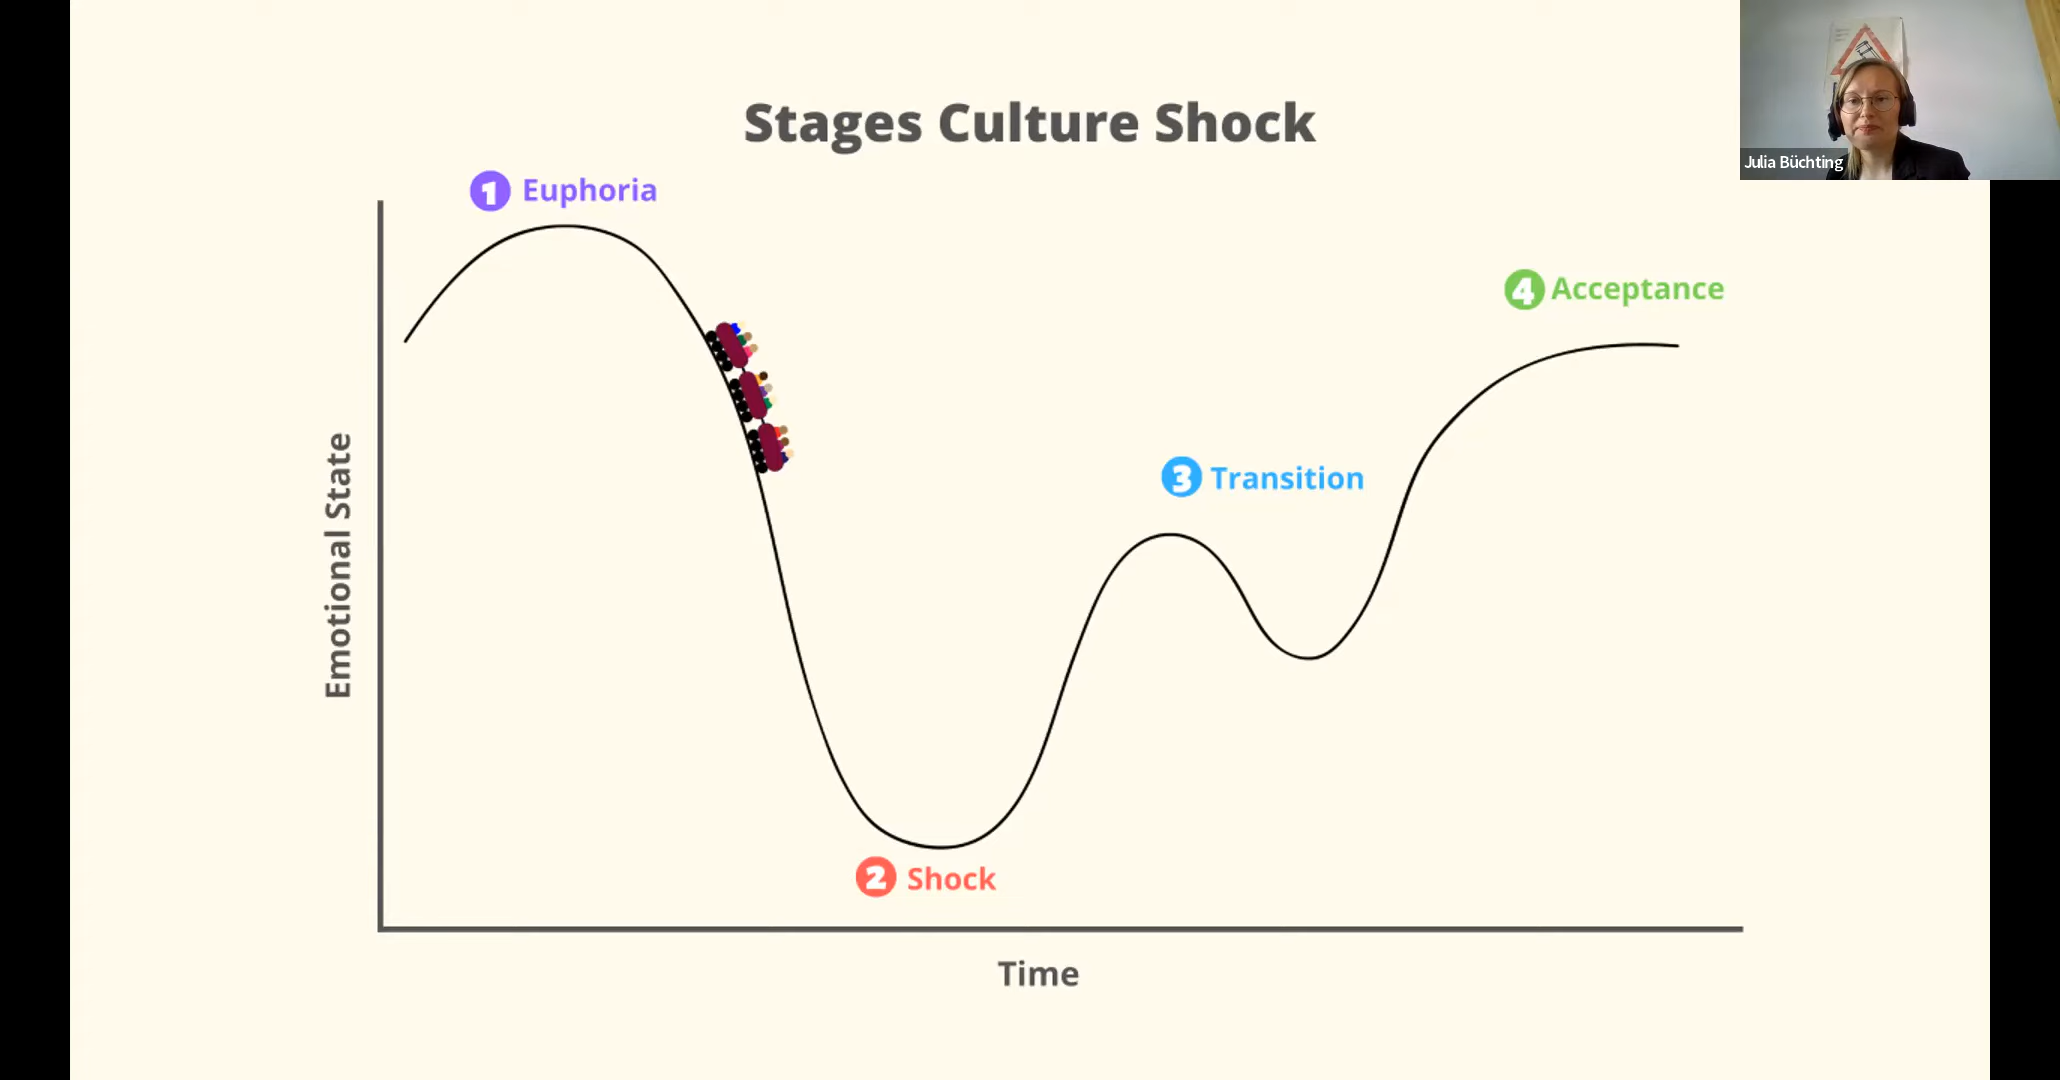 Stages Culture Shock
1 Euphoria
4 Acceptance
3 Transition
2 Shock
Emotional State
Time
Julia Büchting